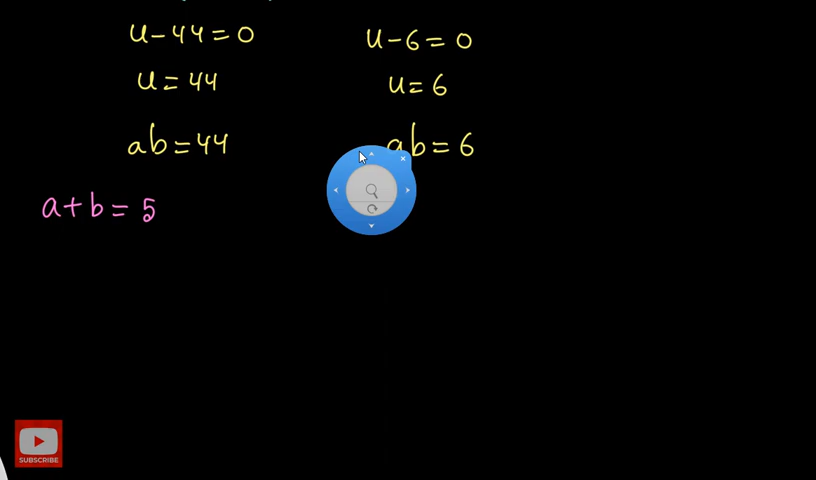 u-44=0
u-6=0
u=44
u=6
ab=44
ab=6
a+b=5
SUBSCRIBE